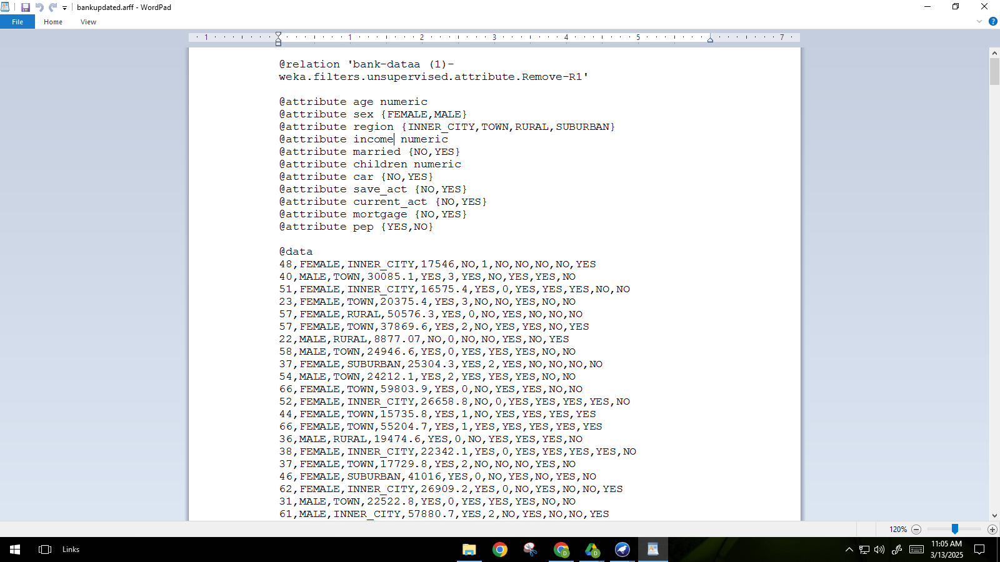 bankupdated.arff - WordPad
File Home View
1 1 2 3 4 5 7
@relation 'bank-dataa (1)-
weka.filters.unsupervised.attribute.Remove-R1'
@attribute age numeric
@attribute sex {FEMALE,MALE}
@attribute region {INNER_CITY,TOWN,RURAL,SUBURBAN}
@attribute income numeric
@attribute married {NO,YES}
@attribute children numeric
@attribute car {NO,YES}
@attribute save_act {NO,YES}
@attribute current_act {NO,YES}
@attribute mortgage {NO,YES}
@attribute pep {YES,NO}
@data
48,FEMALE,INNER_CITY,17546,NO,1,NO,NO,NO,NO,YES
40,MALE,TOWN,30085.1,YES,3,YES,NO,YES,YES,NO
51,FEMALE,INNER_CITY,16575.4,YES,0,YES,YES,YES,NO,NO
23,FEMALE,TOWN,20375.4,YES,3,NO,NO,YES,NO,NO
57,FEMALE,RURAL,50576.3,YES,0,NO,YES,NO,NO,NO
57,FEMALE,TOWN,37869.6,YES,2,NO,YES,YES,NO,YES
22,MALE,RURAL,8877.07,NO,0,NO,NO,YES,NO,YES
58,MALE,TOWN,24946.6,YES,0,YES,YES,YES,NO,NO
37,FEMALE,SUBURBAN,25304.3,YES,2,YES,NO,NO,NO,NO
54,MALE,TOWN,24212.1,YES,2,YES,YES,YES,NO,NO
66,FEMALE,TOWN,59803.9,YES,0,NO,YES,YES,NO,NO
52,FEMALE,INNER_CITY,26658.8,NO,0,YES,YES,YES,YES,NO
44,FEMALE,TOWN,15735.8,YES,1,NO,YES,YES,YES,YES
66,FEMALE,TOWN,55204.7,YES,1,YES,YES,YES,YES,YES
36,MALE,RURAL,19474.6,YES,0,NO,YES,YES,YES,NO
38,FEMALE,INNER_CITY,22342.1,YES,0,YES,YES,YES,YES,NO
37,FEMALE,TOWN,17729.8,YES,2,NO,NO,NO,YES,NO
46,FEMALE,SUBURBAN,41016,YES,0,NO,YES,NO,YES,NO
62,FEMALE,INNER_CITY,26909.2,YES,0,NO,YES,NO,NO,YES
31,MALE,TOWN,22522.8,YES,0,YES,YES,YES,NO,NO
61,MALE,INNER_CITY,57880.7,YES,2,NO,YES,NO,NO,YES
120%
Links
11:05 AM
3/13/2025